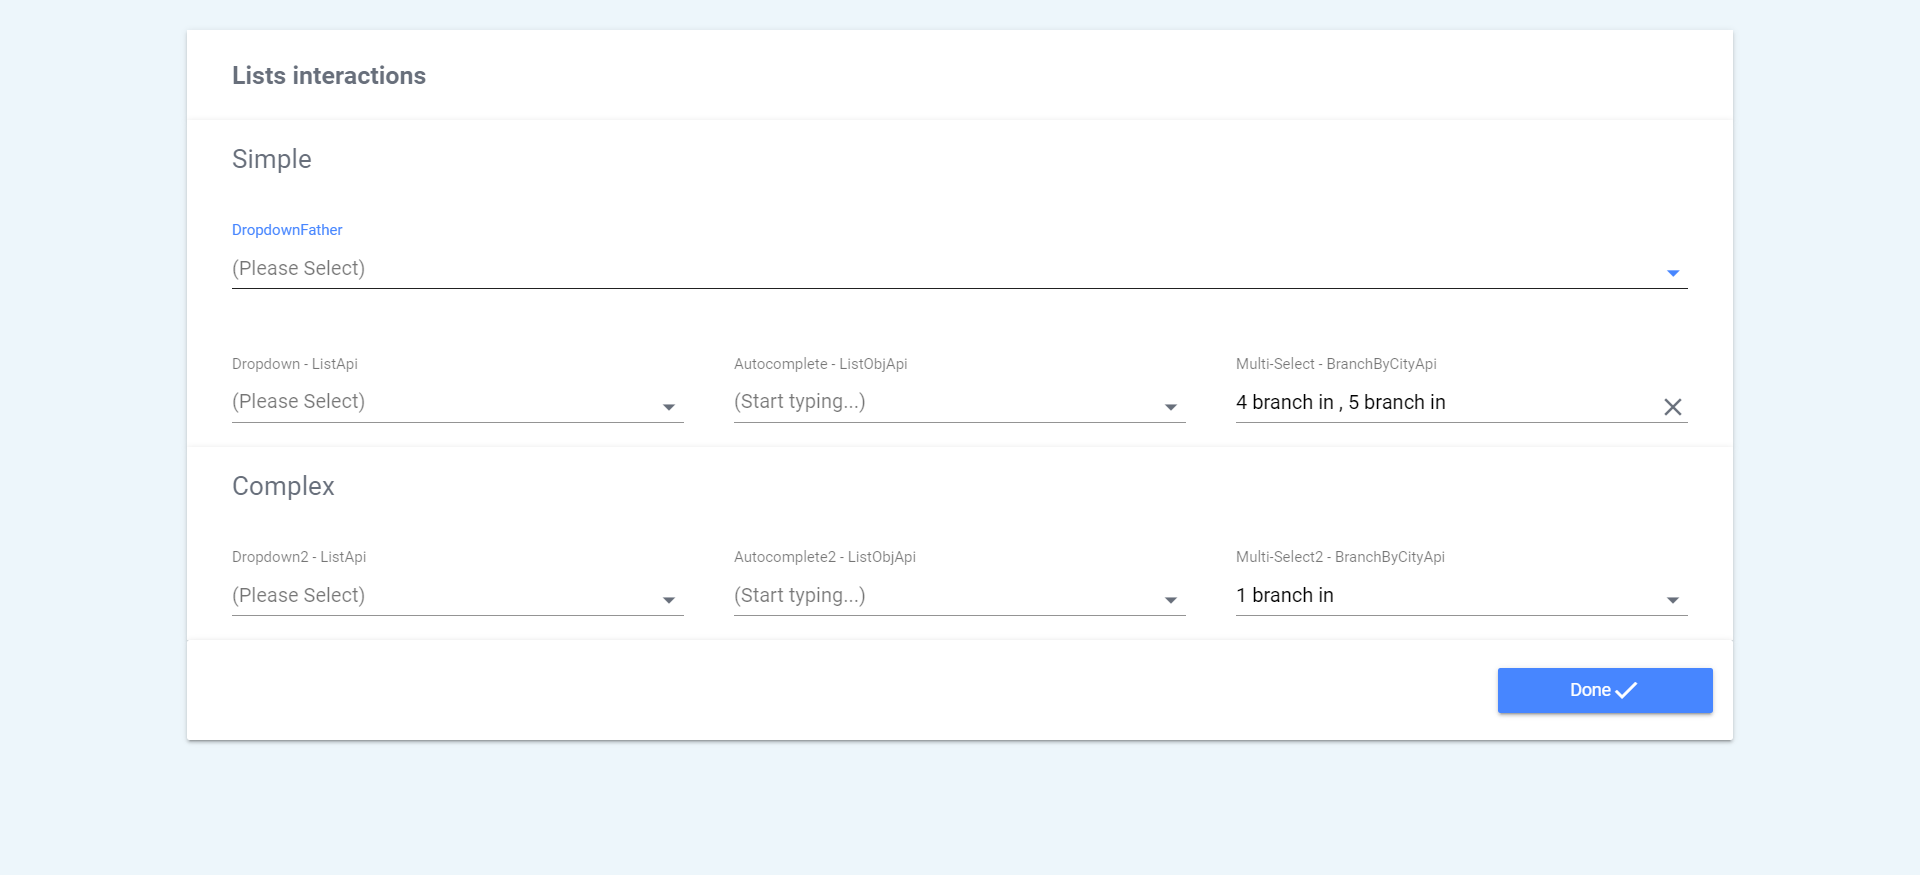 Lists interactions
Simple
DropdownFather
(Please Select)
Dropdown - ListApi
(Please Select)
Autocomplete - ListObjApi
(Start typing...)
Multi-Select - BranchByCityApi
4 branch in , 5 branch in
Complex
Dropdown2 - ListApi
(Please Select)
Autocomplete2 - ListObjApi
(Start typing...)
Multi-Select2 - BranchByCityApi
1 branch in
Done